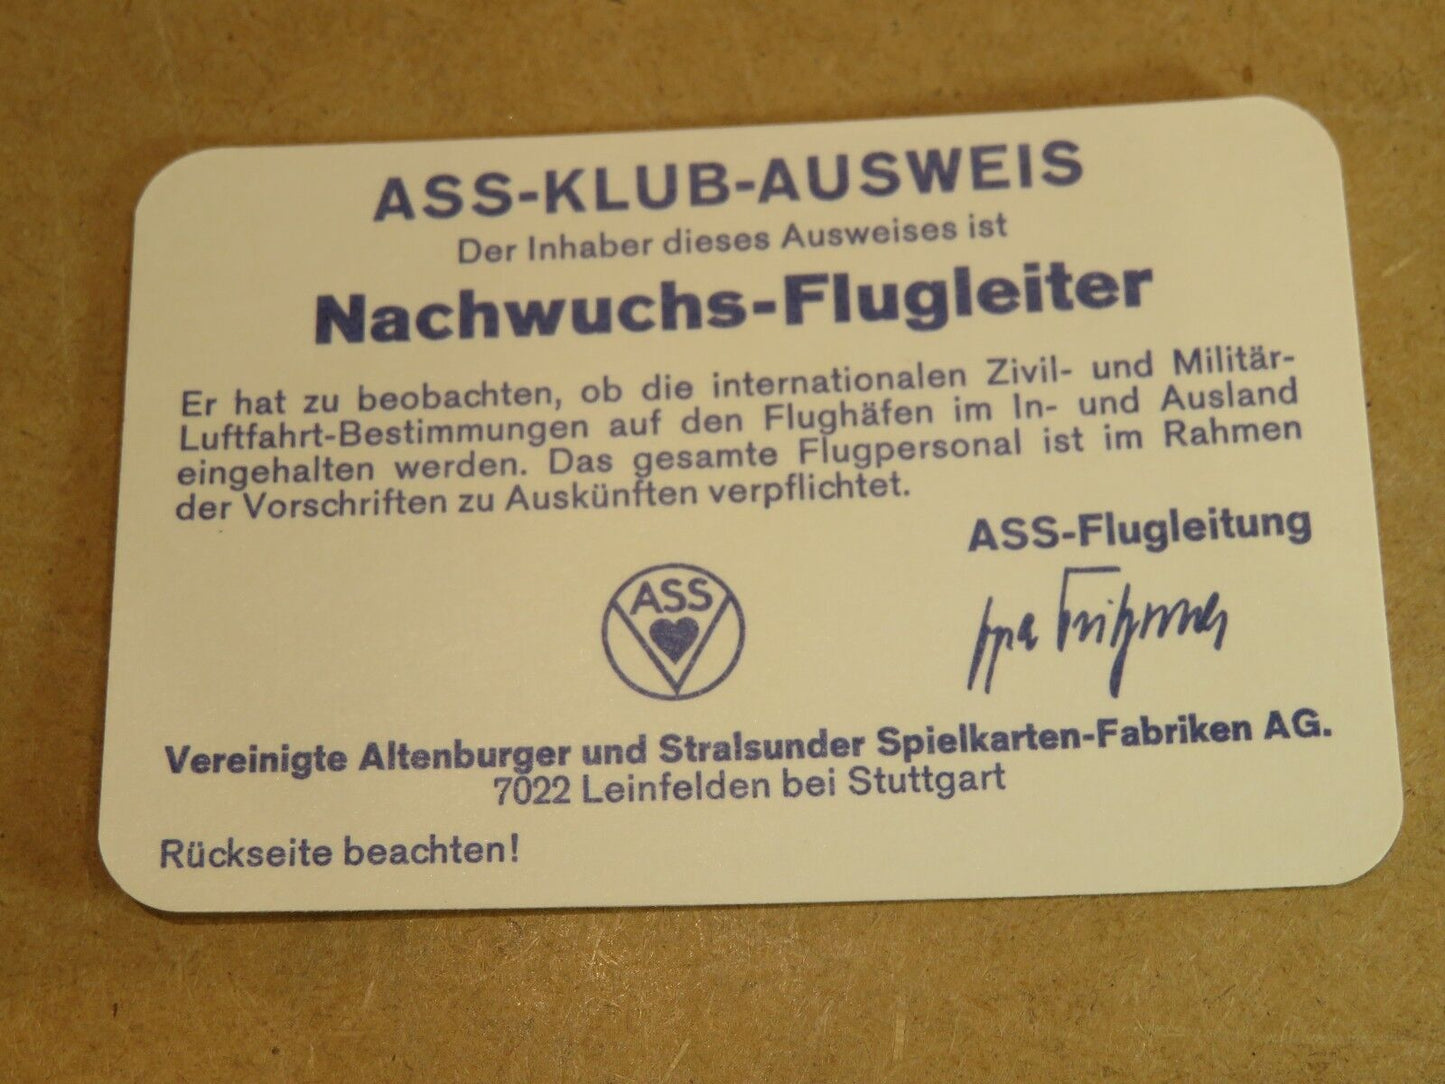 ASS-KLUB-AUSWEIS
Der Inhaber dieses Ausweises ist
Nachwuchs-Flugleiter
Er hat zu beobachten, ob die internationalen Zivil- und Militär-
Luftfahrt-Bestimmungen auf den Flughäfen im In- und Ausland
eingehalten werden. Das gesamte Flugpersonal ist im Rahmen
der Vorschriften zu Auskünften verpflichtet.
ASS-Flugleitung
ASS
Vereinigte Altenburger und Stralsunder Spielkarten-Fabriken AG.
7022 Leinfelden bei Stuttgart
Rückseite beachten!